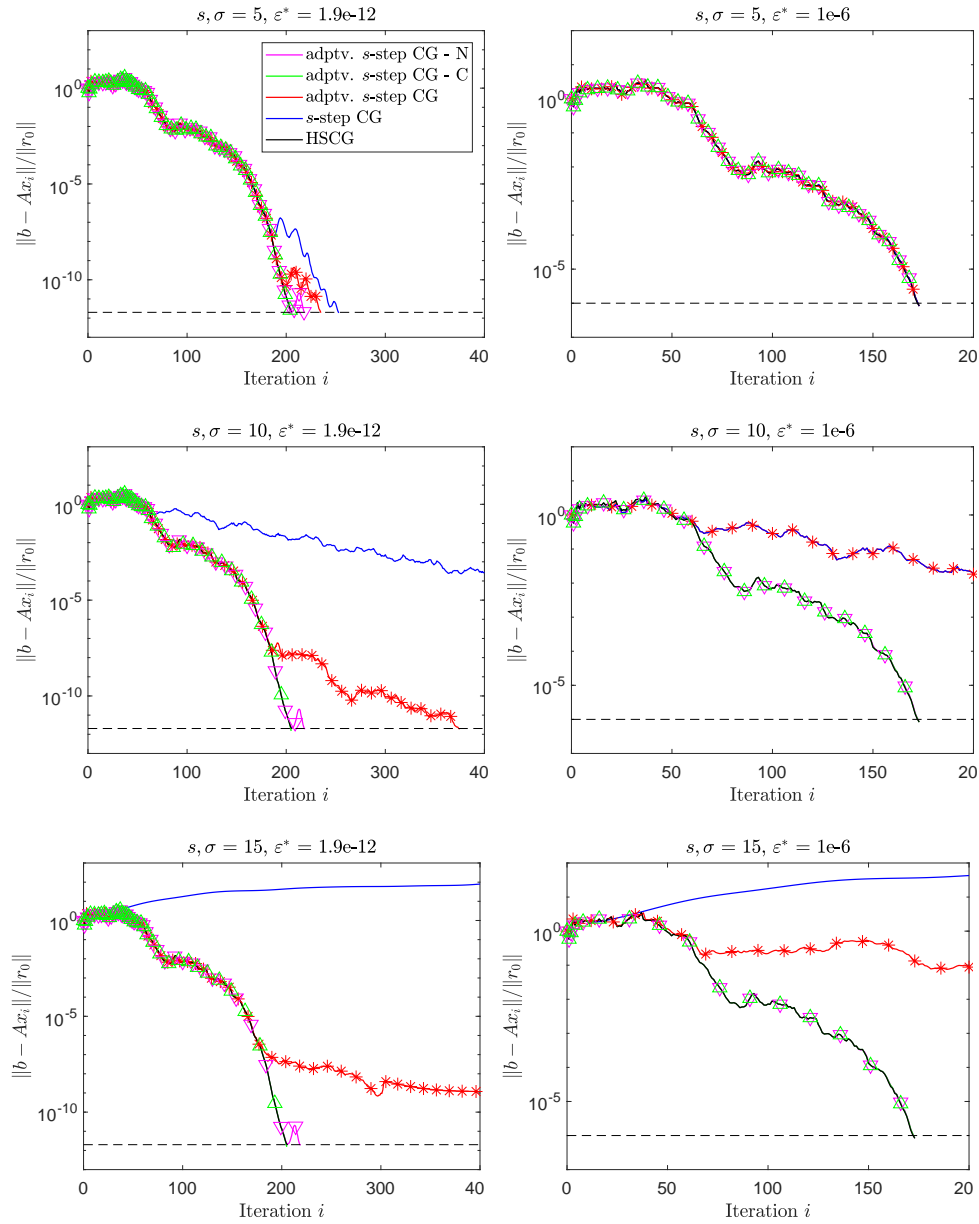 s, σ = 5, ε* = 1.9e-12
||b − Ax_i||/||r_0||
10^0
10^-5
10^-10
adptv. s-step CG - N
adptv. s-step CG - C
adptv. s-step CG
s-step CG
HSCG
0 100 200 300 40
Iteration i
s, σ = 5, ε* = 1e-6
||b − Ax_i||/||r_0||
10^0
10^-5
0 50 100 150 20
Iteration i
s, σ = 10, ε* = 1.9e-12
||b − Ax_i||/||r_0||
10^0
10^-5
10^-10
0 100 200 300 40
Iteration i
s, σ = 10, ε* = 1e-6
||b − Ax_i||/||r_0||
10^0
10^-5
0 50 100 150 20
Iteration i
s, σ = 15, ε* = 1.9e-12
||b − Ax_i||/||r_0||
10^0
10^-5
10^-10
0 100 200 300 40
Iteration i
s, σ = 15, ε* = 1e-6
||b − Ax_i||/||r_0||
10^0
10^-5
0 50 100 150 20
Iteration i